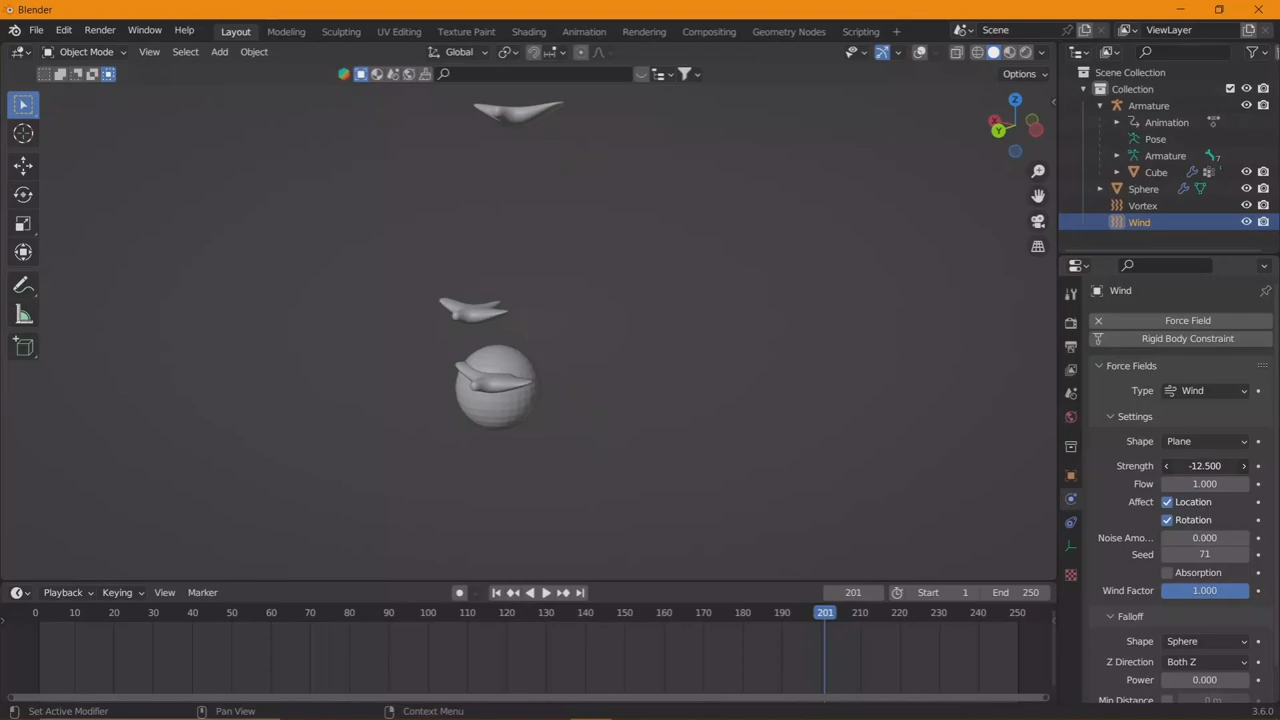 Blender
File Edit Render Window Help
Layout Modeling Sculpting UV Editing Texture Paint Shading Animation Rendering Compositing Geometry Nodes Scripting +
Scene
ViewLayer
Object Mode View Select Add Object
Global
Options
Z
X
Y
Scene Collection
Collection
Armature
Animation
Pose
Armature 7
Cube
Sphere
Vortex
Wind
Wind
Force Field
Rigid Body Constraint
Force Fields
Type Wind
Settings
Shape Plane
Strength -12.500
Flow 1.000
Affect Location
Rotation
Noise Amo... 0.000
Seed 71
Absorption
Wind Factor 1.000
Falloff
Shape Sphere
Z Direction Both Z
Power 0.000
Min Distance 0 m
Playback Keying View Marker
201 Start 1 End 250
0 10 20 30 40 50 60 70 80 90 100 110 120 130 140 150 160 170 180 190 201 210 220 230 240 250
Set Active Modifier Pan View Context Menu
3.6.0